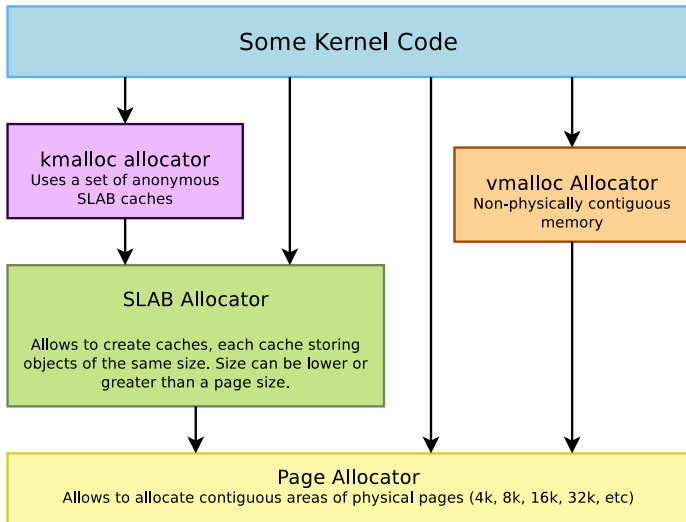 Some Kernel Code
kmalloc allocator
Uses a set of anonymous
SLAB caches
vmalloc Allocator
Non-physically contiguous
memory
SLAB Allocator
Allows to create caches, each cache storing
objects of the same size. Size can be lower or
greater than a page size.
Page Allocator
Allows to allocate contiguous areas of physical pages (4k, 8k, 16k, 32k, etc)